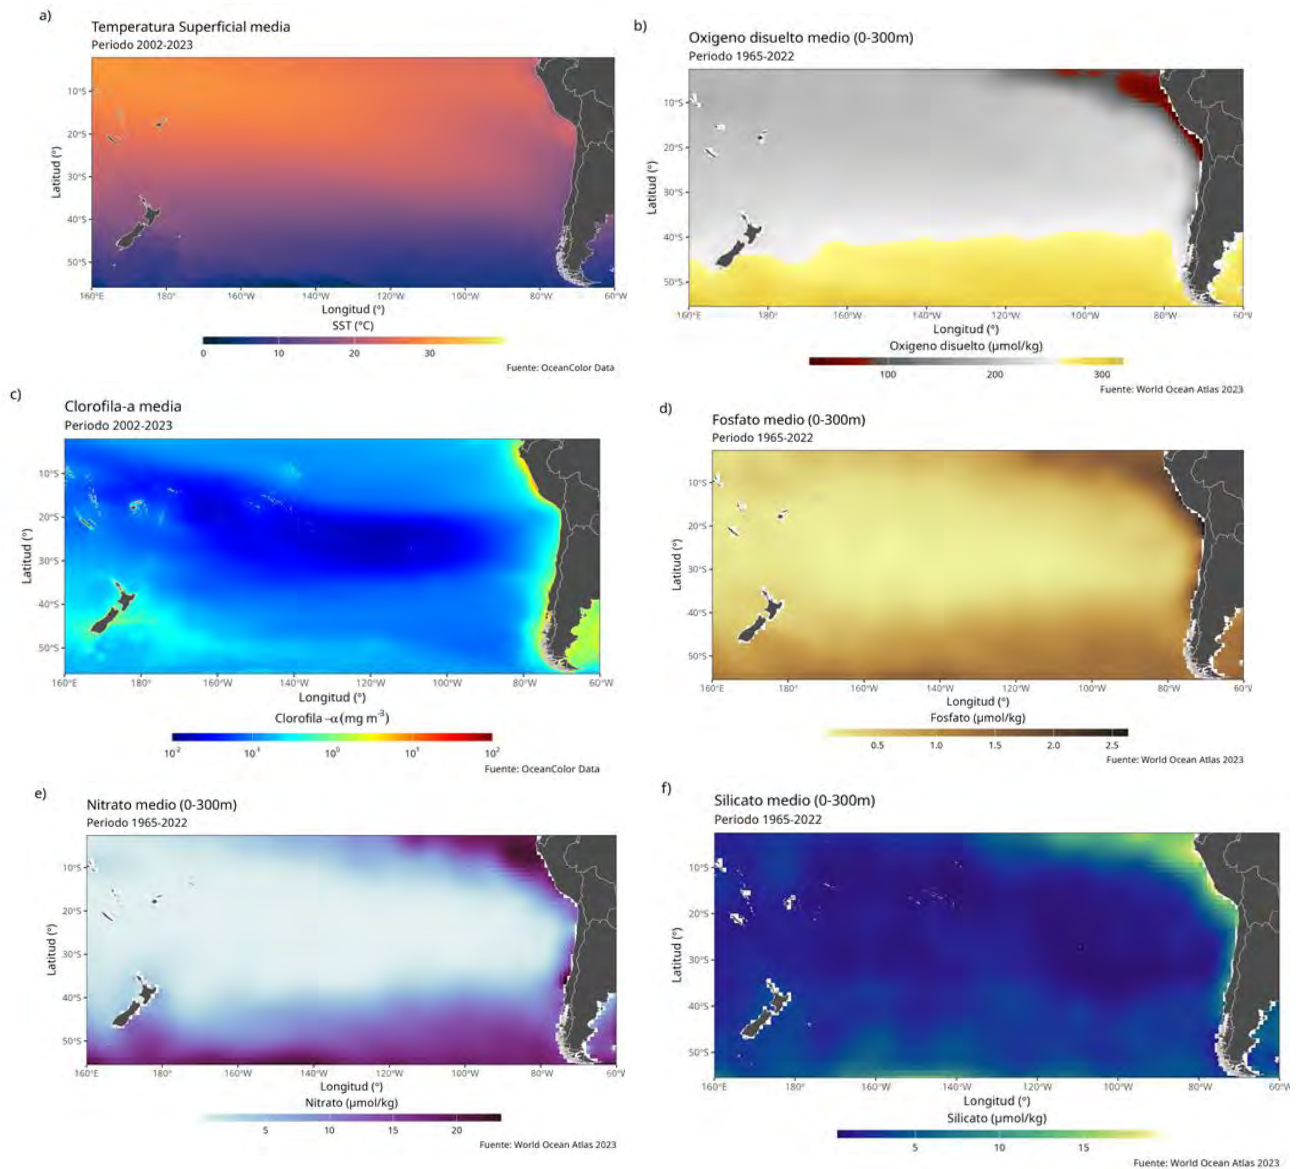 a)
Temperatura Superficial media
Periodo 2002-2023
10°S
20°S
30°S
40°S
50°S
Latitud (°)
160°E 180° 160°W 140°W 120°W 100°W 80°W 60°W
Longitud (°)
SST (°C)
0 10 20 30
Fuente: OceanColor Data
b)
Oxigeno disuelto medio (0-300m)
Periodo 1965-2022
10°S
20°S
30°S
40°S
50°S
Latitud (°)
160°E 180° 160°W 140°W 120°W 100°W 80°W 60°W
Longitud (°)
Oxigeno disuelto (μmol/kg)
100 200 300
Fuente: World Ocean Atlas 2023
c)
Clorofila-a media
Periodo 2002-2023
10°S
20°S
30°S
40°S
50°S
Latitud (°)
160°E 180° 160°W 140°W 120°W 100°W 80°W 60°W
Longitud (°)
Clorofila -α (mg m⁻³)
10⁻² 10⁻¹ 10⁰ 10¹ 10²
Fuente: OceanColor Data
d)
Fosfato medio (0-300m)
Periodo 1965-2022
10°S
20°S
30°S
40°S
50°S
Latitud (°)
160°E 180° 160°W 140°W 120°W 100°W 80°W 60°W
Longitud (°)
Fosfato (μmol/kg)
0.5 1.0 1.5 2.0 2.5
Fuente: World Ocean Atlas 2023
e)
Nitrato medio (0-300m)
Periodo 1965-2022
10°S
20°S
30°S
40°S
50°S
Latitud (°)
160°E 180° 160°W 140°W 120°W 100°W 80°W 60°W
Longitud (°)
Nitrato (μmol/kg)
5 10 15 20
Fuente: World Ocean Atlas 2023
f)
Silicato medio (0-300m)
Periodo 1965-2022
10°S
20°S
30°S
40°S
50°S
Latitud (°)
160°E 180° 160°W 140°W 120°W 100°W 80°W 60°W
Longitud (°)
Silicato (μmol/kg)
5 10 15
Fuente: World Ocean Atlas 2023